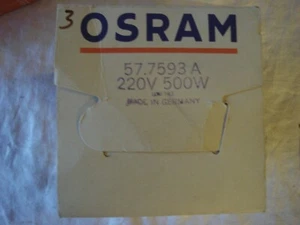 3 OSRAM
57.7593 A
220V 500W
MADE IN GERMANY